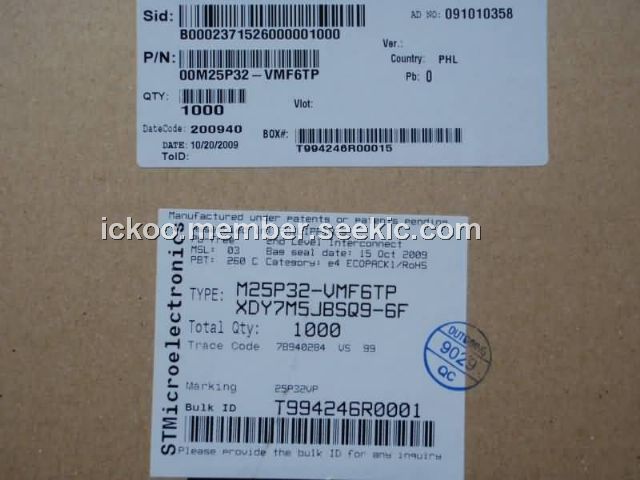 Sid:
B0002371526000001000
AD NO: 091010358
P/N:
00M25P32-VMF6TP
Ver.:
Country: PHL
Pb: 0
QTY:
1000
Vlot:
DateCode: 200940
BOX#:
T994246R00015
DATE: 10/20/2009
ToID:
Manufactured under patents or patents pending
ickoo.member.seekic.com
2nd Level Interconnect
MSL: 03 Bag seal date: 15 Oct 2009
PBT: 260 C Category: e4 ECOPACK1/RoHS
TYPE: M25P32-VMF6TP
XDY7M5JBSQ9-6F
Total Qty: 1000
Trace Code 78940284 VS 99
Marking 25P32VP
Bulk ID T994246R0001
Please provide the bulk ID for any inquiry
STMicroelectronics
9029
QC